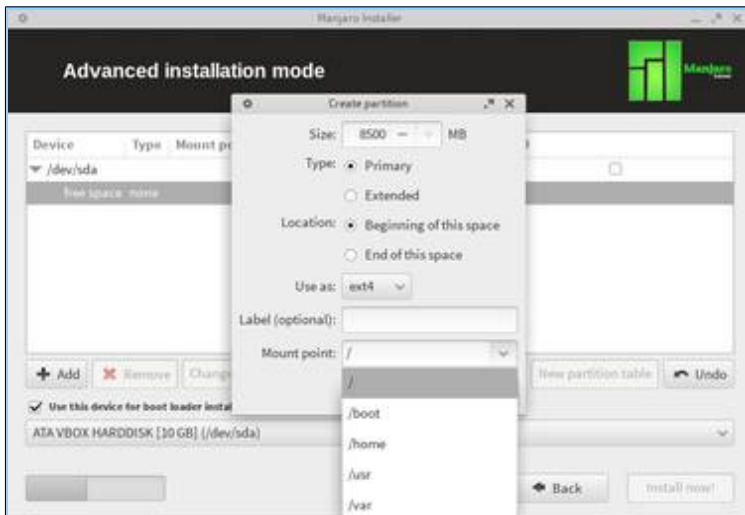 Manjaro Installer
Advanced installation mode
Manjaro
Create partition
Size: 8500 MB
Device Type Mount
Type: Primary
/dev/sda
Extended
free space none
Location: Beginning of this space
End of this space
Use as: ext4
Label (optional):
Mount point: /
Add Remove New partition table Undo
/
Use this device for boot loader
/boot
ATA VBOX HARDDISK [10 GB] (/dev/sda)
/home
/usr
Back Install now!
/var